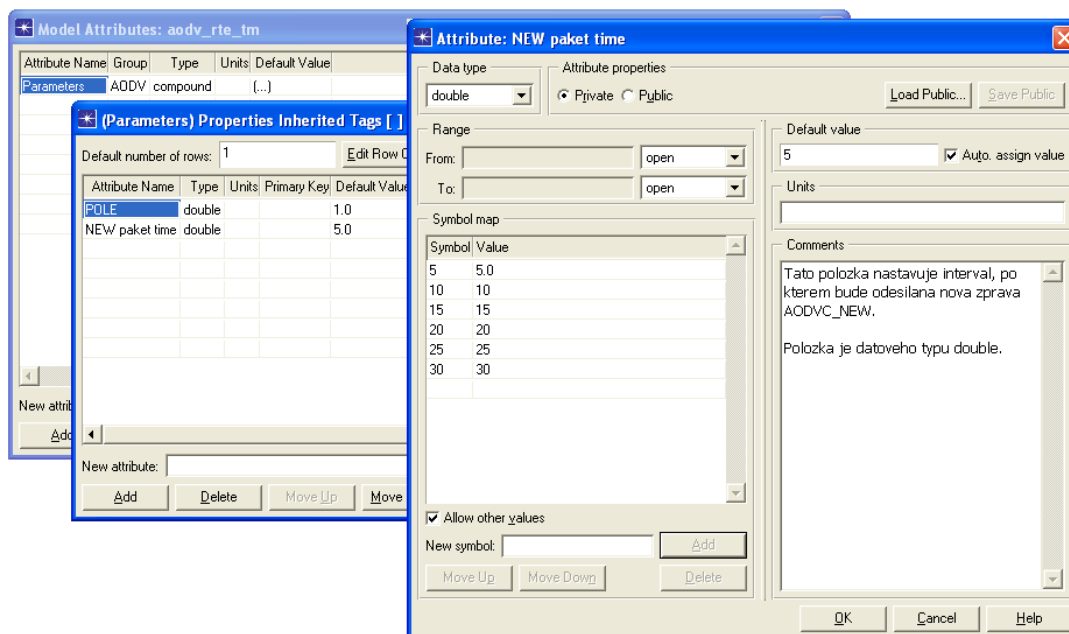 Model Attributes: aodv_rte_tm
Attribute Name Group Type Units Default Value
Parameters AODV compound (...)
New attrib
Add
(Parameters) Properties Inherited Tags [ ]
Default number of rows: 1 Edit Row C
Attribute Name Type Units Primary Key Default Value
POLE double 1.0
NEW paket time double 5.0
New attribute:
Add Delete Move Up Move
Attribute: NEW paket time
Data type Attribute properties
double Private Public Load Public... Save Public
Range
From: open
To: open
Symbol map
Symbol Value
5 5.0
10 10
15 15
20 20
25 25
30 30
Allow other values
New symbol: Add
Move Up Move Down Delete
Default value
5 Auto. assign value
Units
Comments
Tato polozka nastavuje interval, po
kterem bude odesilana nova zprava
AODVC_NEW.
Polozka je datoveho typu double.
OK Cancel Help